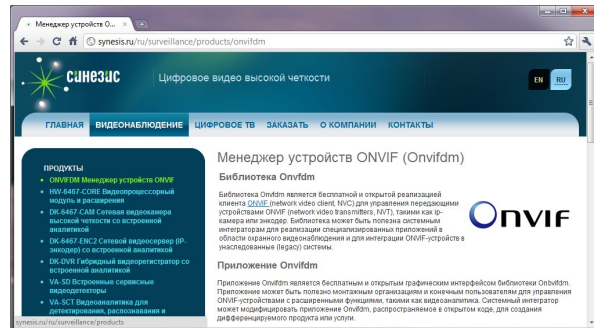 Менеджер устройств О...
synesis.ru/ru/surveillance/products/onvifdm
синезис
Цифровое видео высокой четкости
EN RU
ГЛАВНАЯ ВИДЕОНАБЛЮДЕНИЕ ЦИФРОВОЕ ТВ ЗАКАЗАТЬ О КОМПАНИИ КОНТАКТЫ
ПРОДУКТЫ
ONVIFDM Менеджер устройств ONVIF
HW-6467-CORE Видеопроцессорный
модуль и расширения
DK-6467-CAM Сетевая видеокамера
высокой четкости со встроенной
аналитикой
DK-6467-ENC2 Сетевой видеосервер (IP-
энкодер) со встроенной аналитикой
DK-DVR Гибридный видеорегистратор со
встроенной аналитикой
VA-SD Встроенные сервисные
видеодетекторы
VA-SCT Видеоаналитика для
детектирования, распознавания и
synesis.ru/ru/surveillance/products
Менеджер устройств ONVIF (Onvifdm)
Библиотека Onvfdm
Библиотека Onvfdm является бесплатной и открытой реализацией
клиента ONVIF (network video client, NVC) для управления передающими
устройствами ONVIF (network video transmitters, NVT), такими как ip-
камера или энкодер. Библиотека может быть полезна системным
интеграторам для реализации специализированных приложений в
области охранного видеонаблюдения и для интеграции ONVIF-устройств в
унаследованные (legacy) системы.
ONVIF
Приложение Onvifdm
Приложение Onvifdm является бесплатным и открытым графическим интерфейсом библиотеки Onbvifdm.
Приложение может быть полезно монтажным организациям и конечным пользователям для управления
ONVIF-устройствами с расширенными функциями, такими как видеоаналитика. Системный интегратор
может модифицировать приложение Onvifdm, распространяемое в открытом коде, для создания
дифференцируемого продукта или услуги.